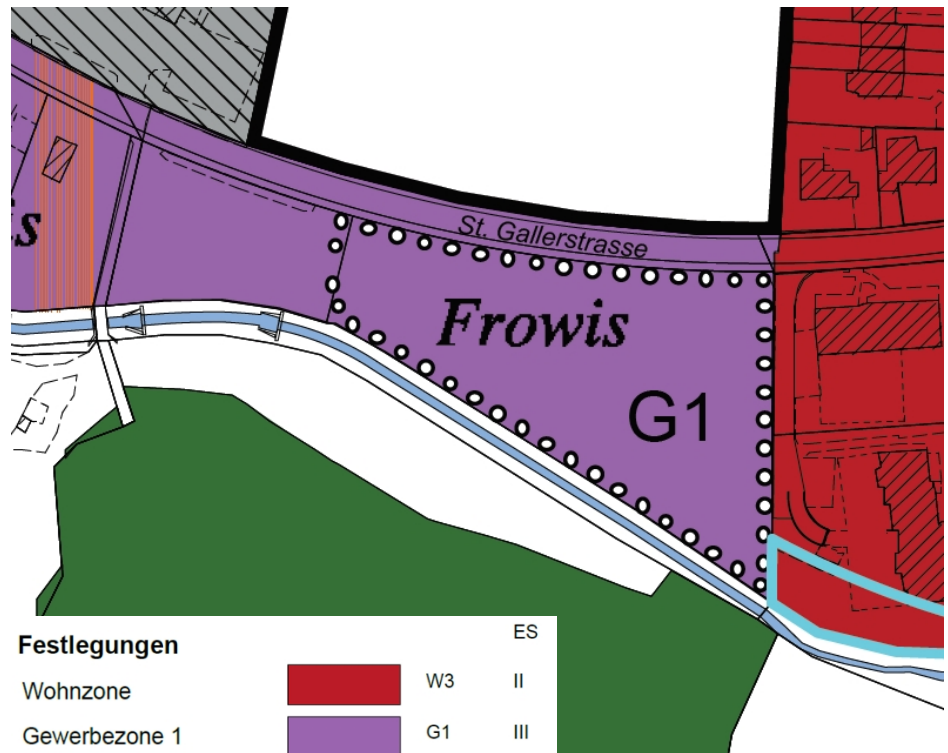 St. Gallerstrasse
is
Frowis
G1
Festlegungen ES
Wohnzone W3 II
Gewerbezone 1 G1 III